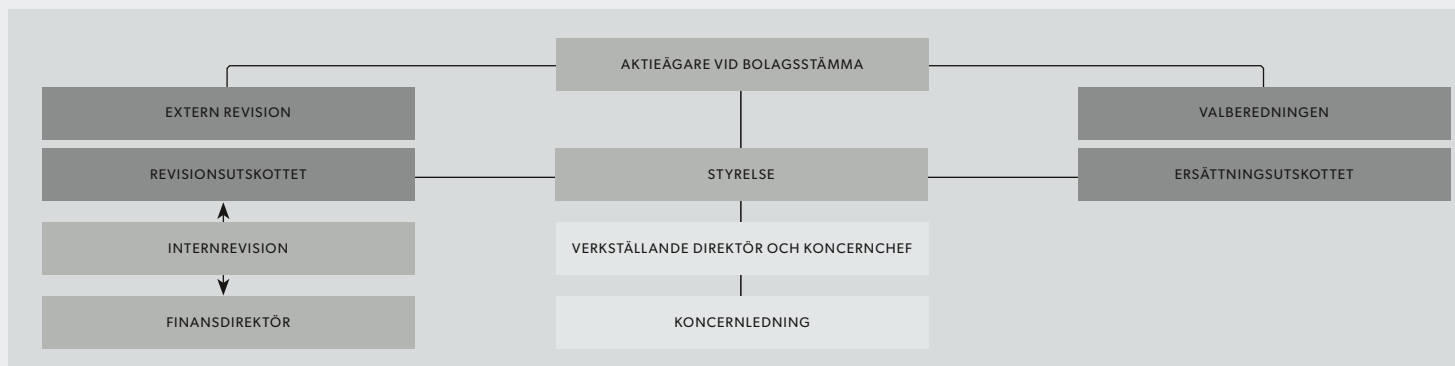 AKTIEÄGARE VID BOLAGSSTÄMMA
EXTERN REVISION
VALBEREDNINGEN
REVISIONSUTSKOTTET
STYRELSE
ERSÄTTNINGSUTSKOTTET
INTERNREVISION
VERKSTÄLLANDE DIREKTÖR OCH KONCERNCHEF
FINANSDIREKTÖR
KONCERNLEDNING